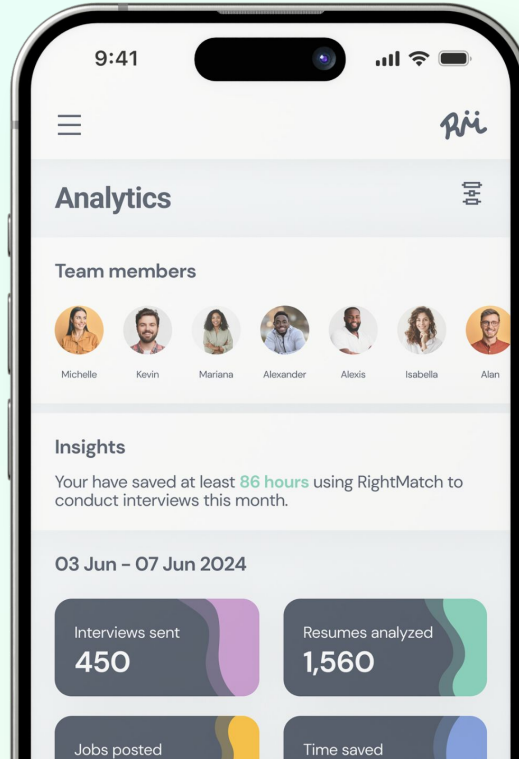 9:41
RM
Analytics
Team members
Michelle Kevin Mariana Alexander Alexis Isabella Alan
Insights
Your have saved at least 86 hours using RightMatch to
conduct interviews this month.
03 Jun – 07 Jun 2024
Interviews sent
450
Resumes analyzed
1,560
Jobs posted
Time saved